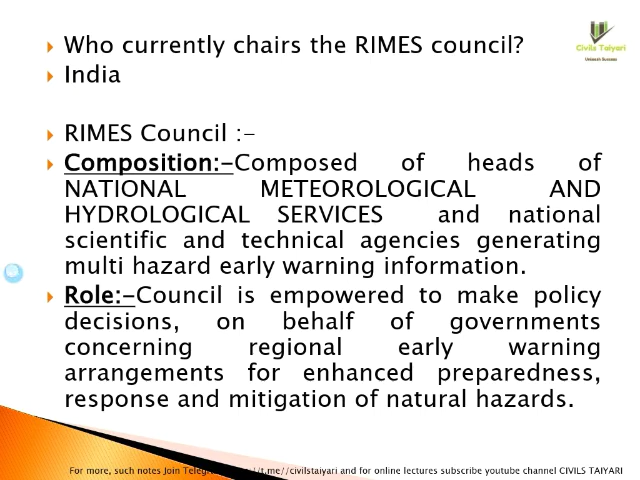 Who currently chairs the RIMES council?
Civils Taiyari
Unleash Success
India
RIMES Council :-
Composition:-Composed of heads of
NATIONAL METEOROLOGICAL AND
HYDROLOGICAL SERVICES and national
scientific and technical agencies generating
multi hazard early warning information.
Role:-Council is empowered to make policy
decisions, on behalf of governments
concerning regional early warning
arrangements for enhanced preparedness,
response and mitigation of natural hazards.
For more, such notes Join t.me//civilstaiyari and for online lectures subscribe youtube channel CIVILS TAIYARI